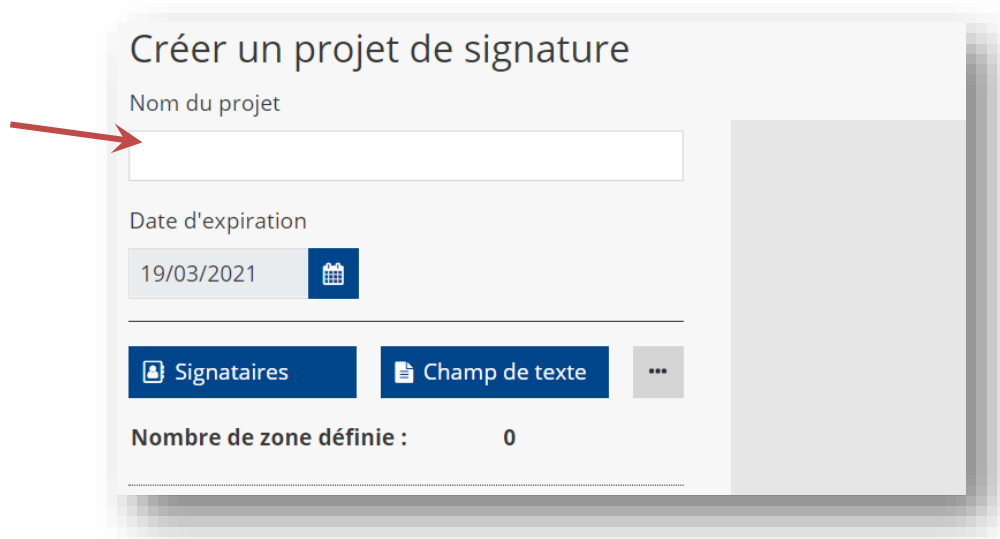 Créer un projet de signature
Nom du projet
Date d'expiration
19/03/2021
Signataires
Champ de texte
Nombre de zone définie : 0